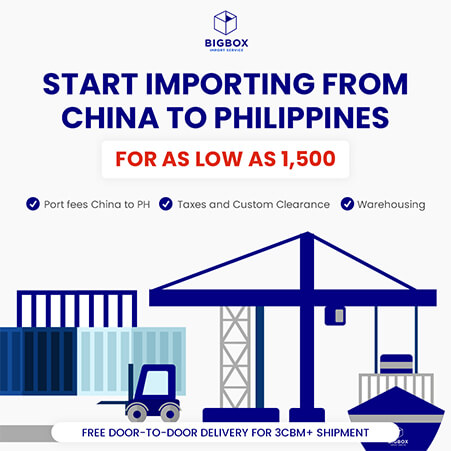 BIGBOX
IMPORT SERVICE
START IMPORTING FROM
CHINA TO PHILIPPINES
FOR AS LOW AS 1,500
Port fees China to PH Taxes and Custom Clearance Warehousing
BIGBOX
FREE DOOR-TO-DOOR DELIVERY FOR 3CBM+ SHIPMENT